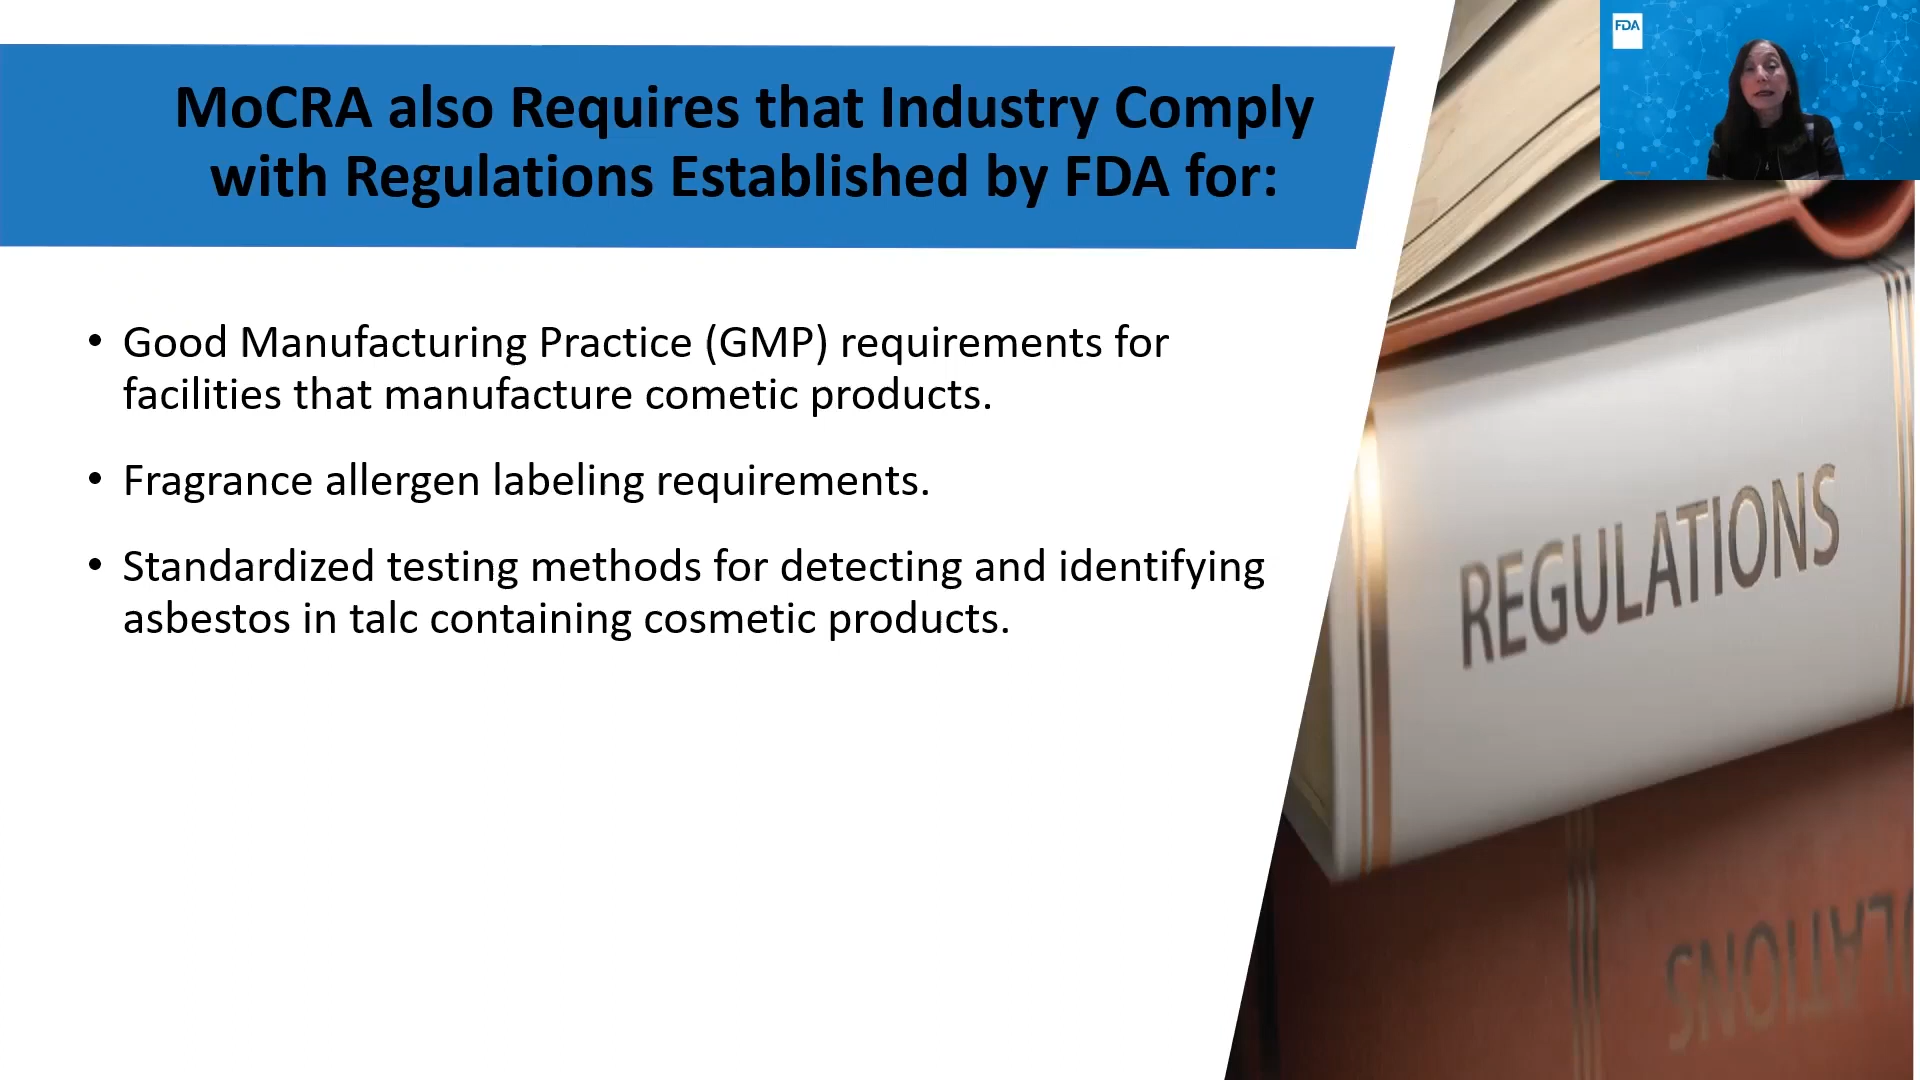 FDA
MoCRA also Requires that Industry Comply
with Regulations Established by FDA for:
• Good Manufacturing Practice (GMP) requirements for
facilities that manufacture cometic products.
• Fragrance allergen labeling requirements.
• Standardized testing methods for detecting and identifying
asbestos in talc containing cosmetic products.
REGULATIONS